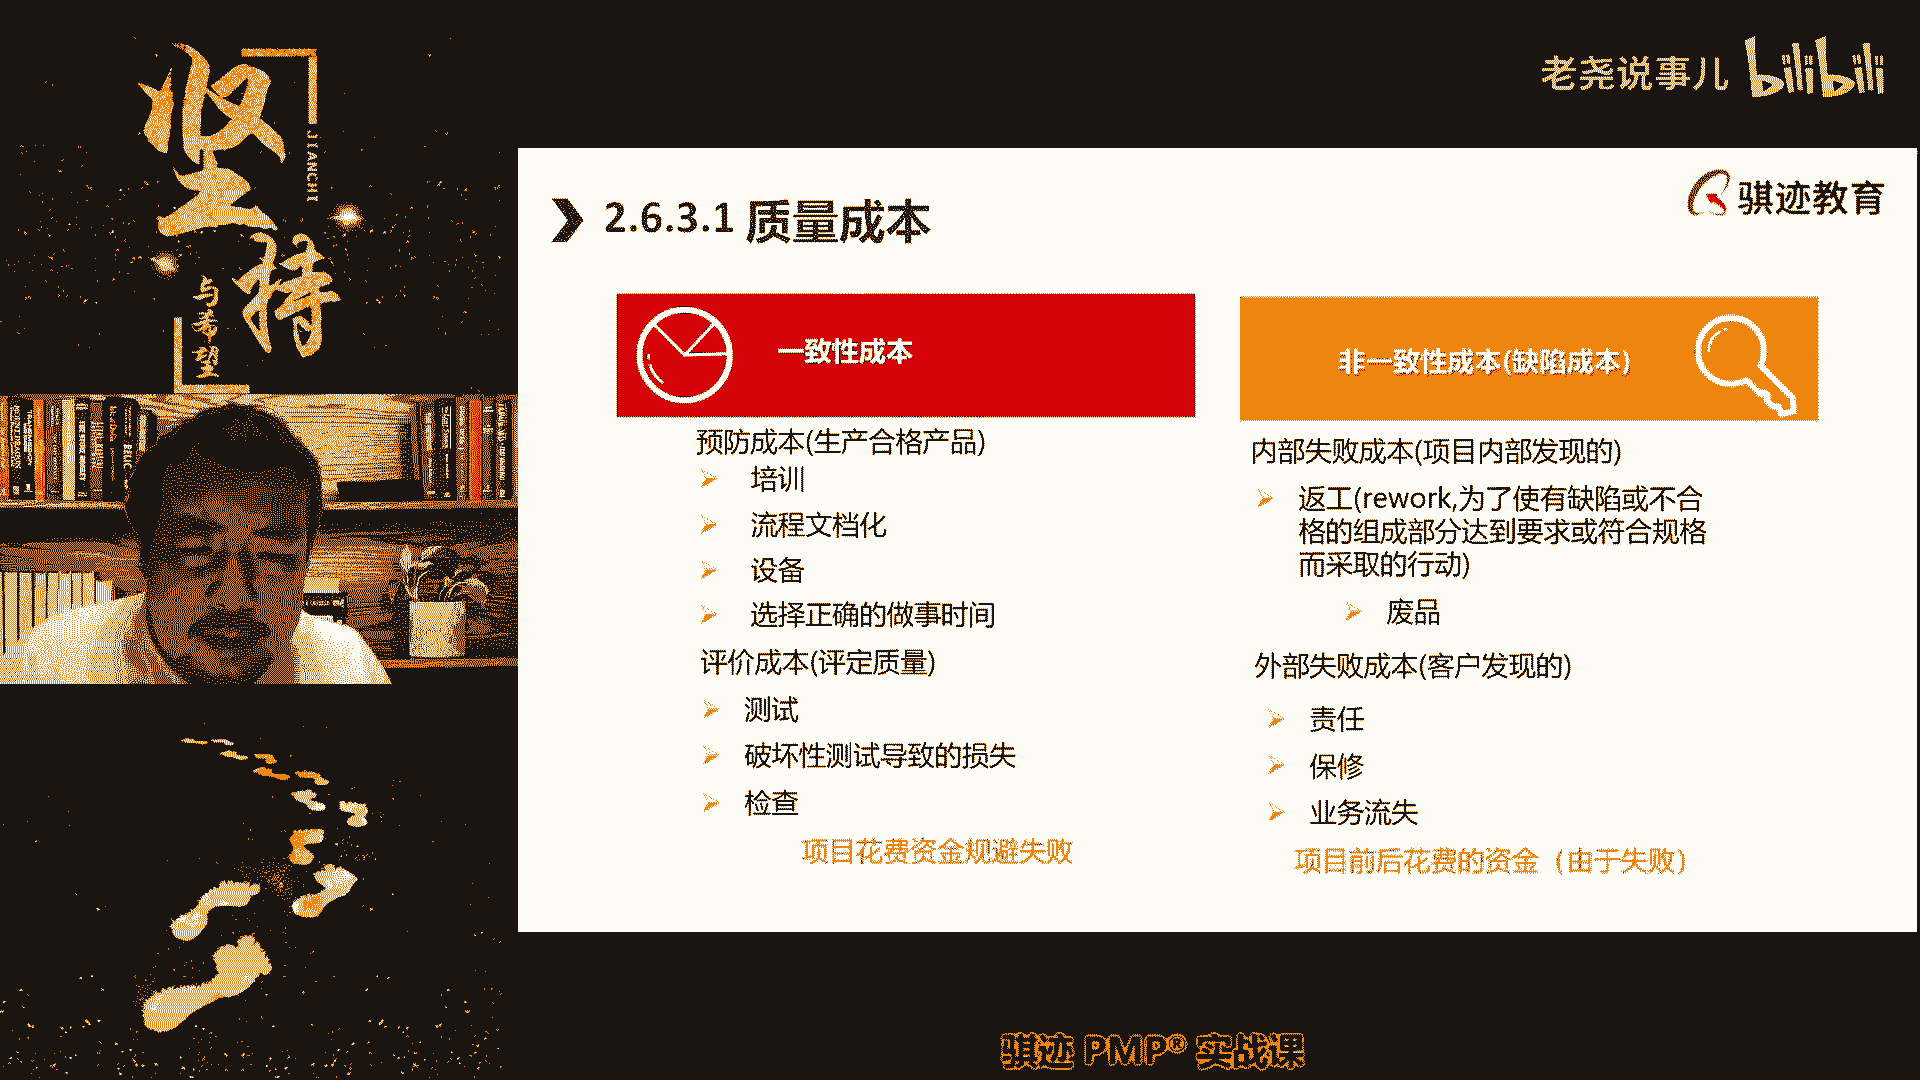 坚持
JIANCHI
与希望
老尧说事儿 bilibili
骐迹教育
2.6.3.1 质量成本
一致性成本
预防成本(生产合格产品)
培训
流程文档化
设备
选择正确的做事时间
评价成本(评定质量)
测试
破坏性测试导致的损失
检查
项目花费资金规避失败
非一致性成本(缺陷成本)
内部失败成本(项目内部发现的)
返工(rework,为了使有缺陷或不合
格的组成部分达到要求或符合规格
而采取的行动)
废品
外部失败成本(客户发现的)
责任
保修
业务流失
项目前后花费的资金（由于失败）
骐迹 PMP® 实战课